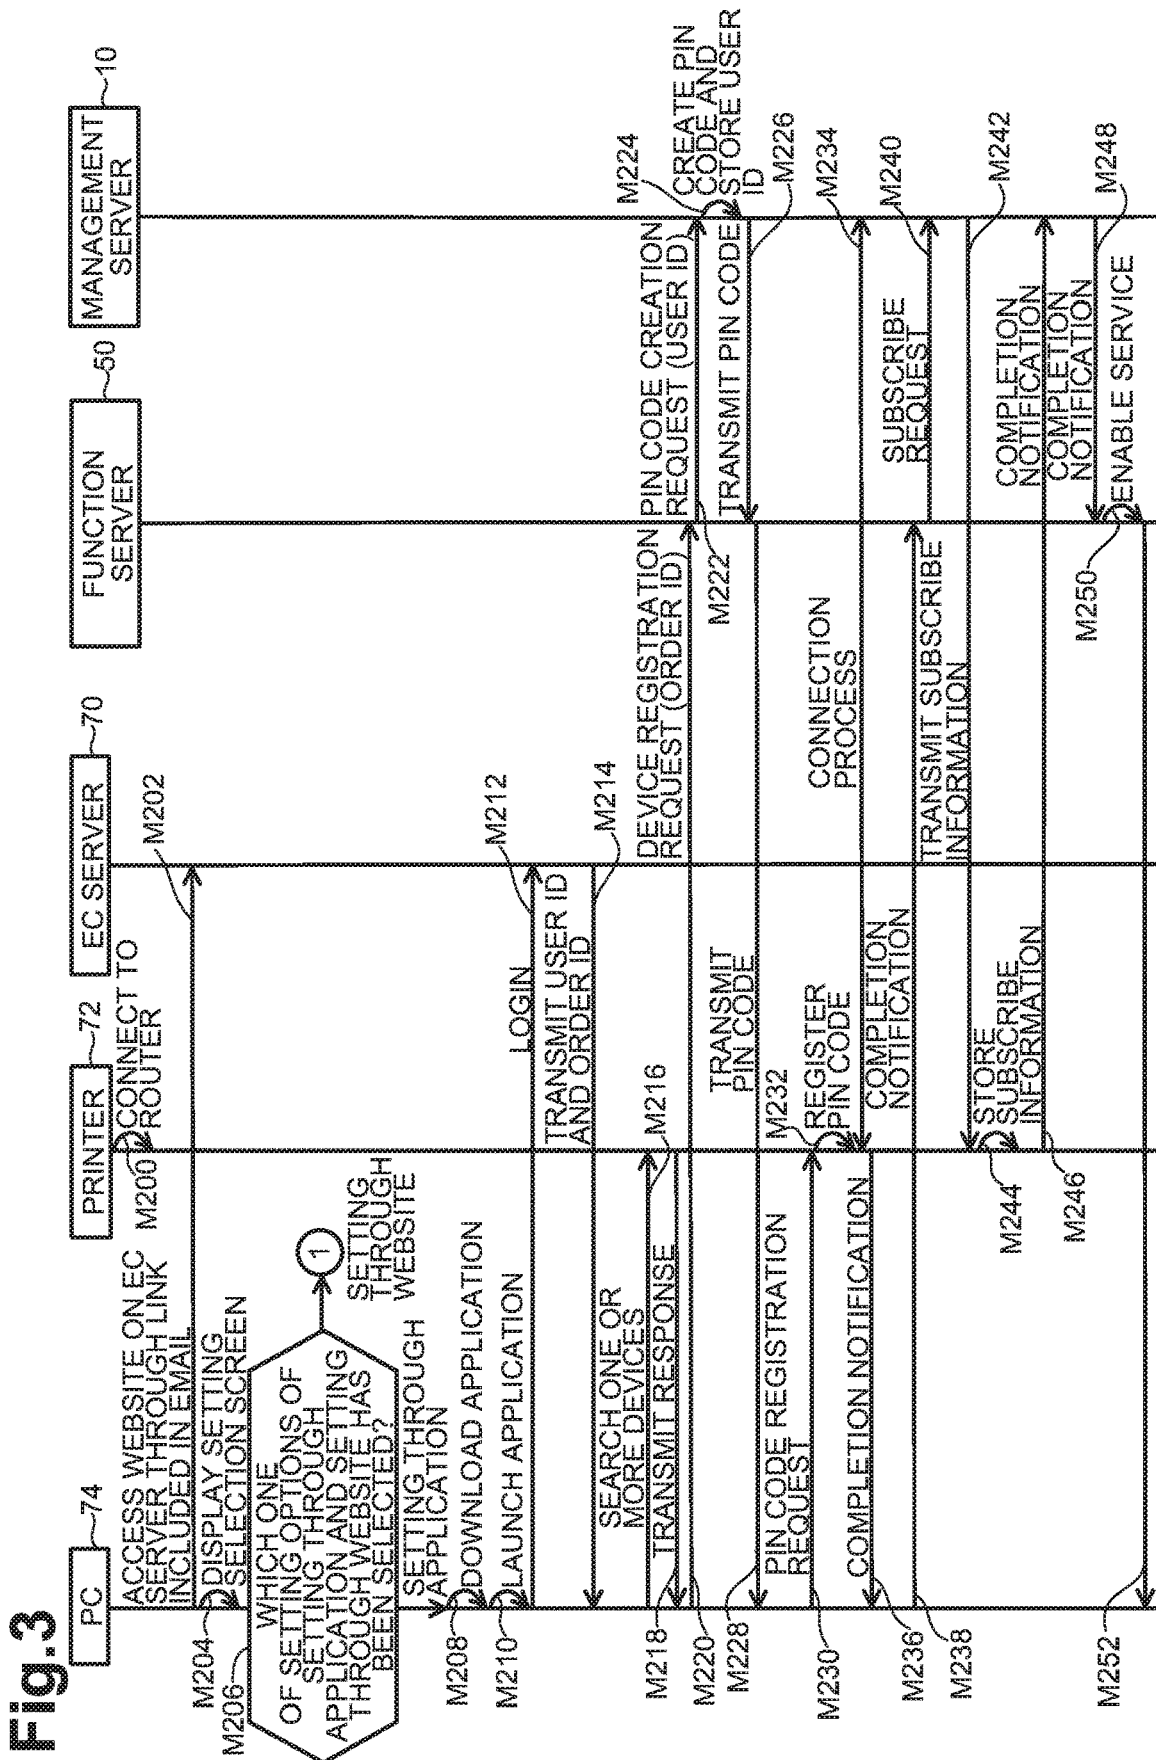 Fig.3
PC
74
PRINTER
72
EC SERVER
70
FUNCTION
SERVER
50
MANAGEMENT
SERVER
10
CONNECT TO
ROUTER
M200
ACCESS WEBSITE ON EC
SERVER THROUGH LINK
INCLUDED IN EMAIL
M202
DISPLAY SETTING
SELECTION SCREEN
M204
M206
WHICH ONE
OF SETTING OPTIONS OF
SETTING THROUGH
APPLICATION AND SETTING
THROUGH WEBSITE HAS
BEEN SELECTED?
1
SETTING
THROUGH
WEBSITE
SETTING THROUGH
APPLICATION
M208
DOWNLOAD APPLICATION
M210
LAUNCH APPLICATION
LOGIN
M212
TRANSMIT USER ID
AND ORDER ID
M214
SEARCH ONE OR
MORE DEVICES
M216
TRANSMIT RESPONSE
M218
DEVICE REGISTRATION
REQUEST (ORDER ID)
M220
PIN CODE CREATION
REQUEST (USER ID)
M222
M224
CREATE PIN
CODE AND
STORE USER
ID
TRANSMIT PIN CODE
M226
TRANSMIT
PIN CODE
M228
PIN CODE REGISTRATION
REQUEST
M230
M232
REGISTER
PIN CODE
CONNECTION
PROCESS
M234
COMPLETION NOTIFICATION
M236
COMPLETION
NOTIFICATION
M238
SUBSCRIBE
REQUEST
M240
TRANSMIT SUBSCRIBE
INFORMATION
M242
STORE
SUBSCRIBE
INFORMATION
M244
COMPLETION
NOTIFICATION
M246
COMPLETION
NOTIFICATION
M248
ENABLE SERVICE
M250
M252